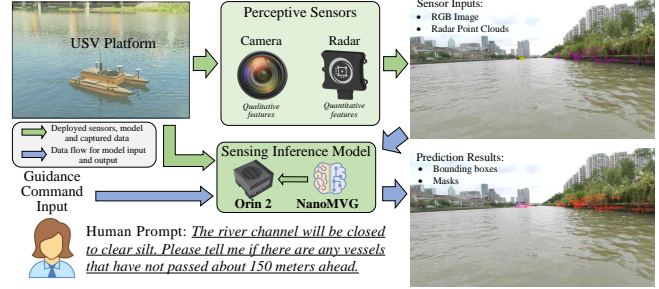 USV Platform
Perceptive Sensors
Camera
Radar
Qualitative
features
Quantitative
features
Sensor Inputs:
• RGB Image
• Radar Point Clouds
Deployed sensors, model
and captured data
Data flow for model input
and output
Sensing Inference Model
Orin 2
NanoMVG
Guidance
Command
Input
Prediction Results:
• Bounding boxes
• Masks
Human Prompt: The river channel will be closed
to clear silt. Please tell me if there are any vessels
that have not passed about 150 meters ahead.